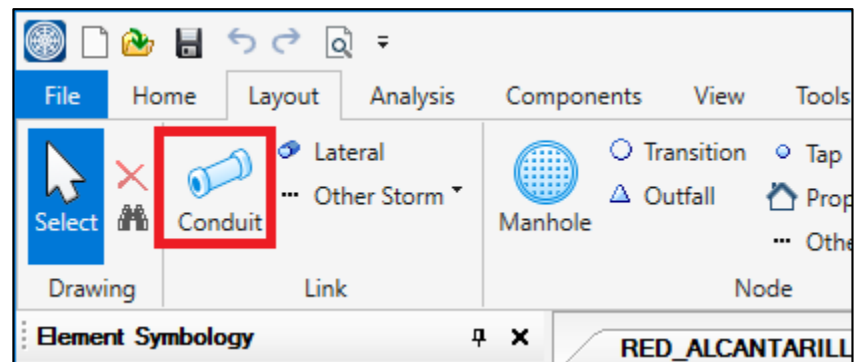 File Home Layout Analysis Components View Tools
Lateral Transition Tap
Other Storm Outfall
Select Conduit Manhole
Drawing Link Node
Element Symbology RED_ALCANTARILL